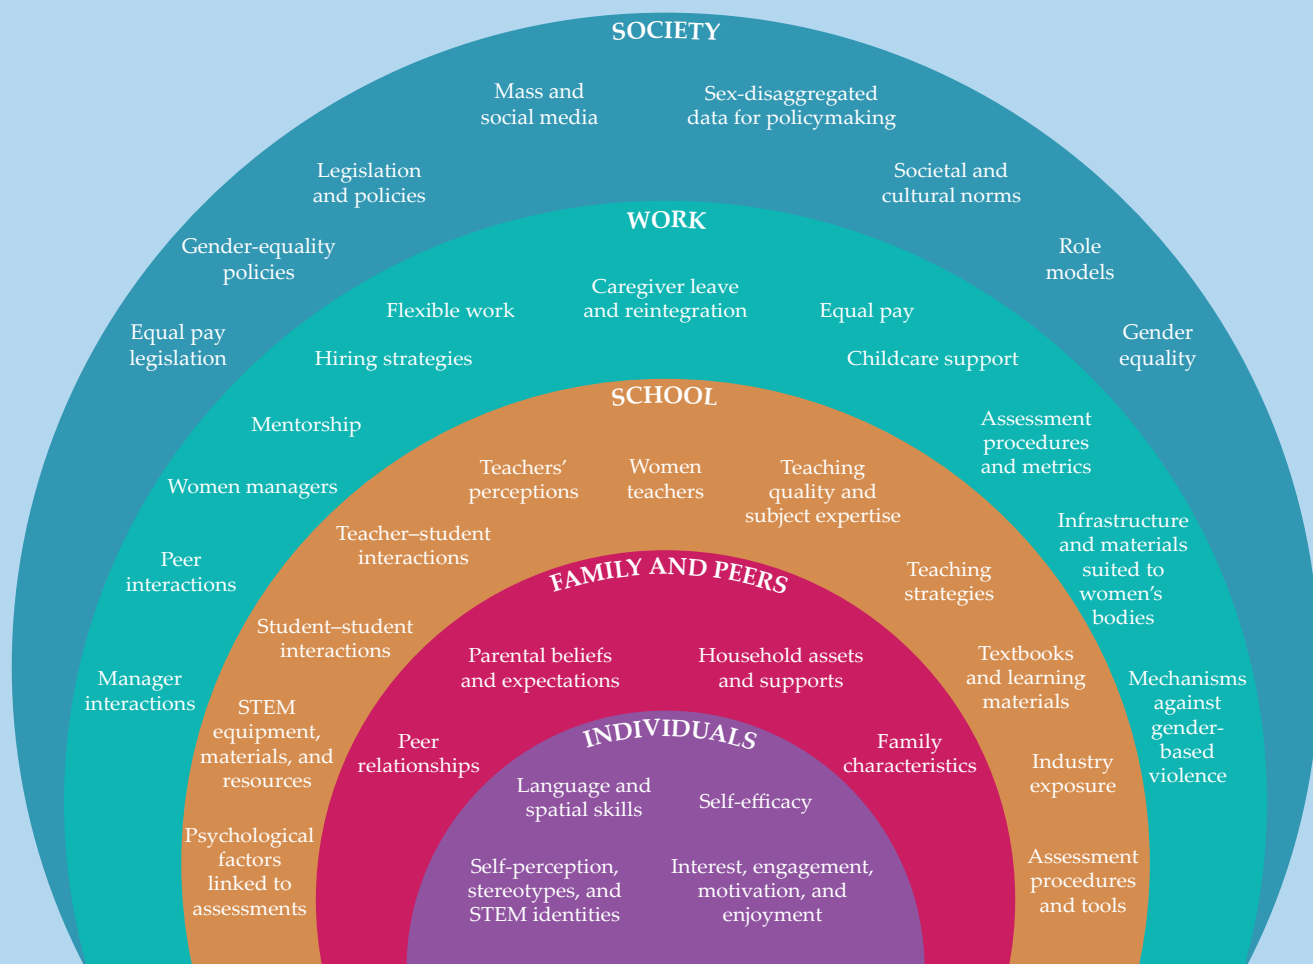 SOCIETY
Mass and
social media
Sex-disaggregated
data for policymaking
Legislation
and policies
Societal and
cultural norms
Gender-equality
policies
Role
models
Equal pay
legislation
Gender
equality
WORK
Caregiver leave
and reintegration
Flexible work
Equal pay
Hiring strategies
Childcare support
Mentorship
Assessment
procedures
and metrics
Women managers
Infrastructure
and materials
suited to
women’s
bodies
Peer
interactions
Manager
interactions
Mechanisms
against
gender-
based
violence
SCHOOL
Teachers’
perceptions
Women
teachers
Teaching
quality and
subject expertise
Teacher–student
interactions
Teaching
strategies
Student–student
interactions
Textbooks
and learning
materials
STEM
equipment,
materials, and
resources
Industry
exposure
Psychological
factors
linked to
assessments
Assessment
procedures
and tools
FAMILY AND PEERS
Parental beliefs
and expectations
Household assets
and supports
Peer
relationships
Family
characteristics
INDIVIDUALS
Language and
spatial skills
Self-efficacy
Self-perception,
stereotypes, and
STEM identities
Interest, engagement,
motivation, and
enjoyment